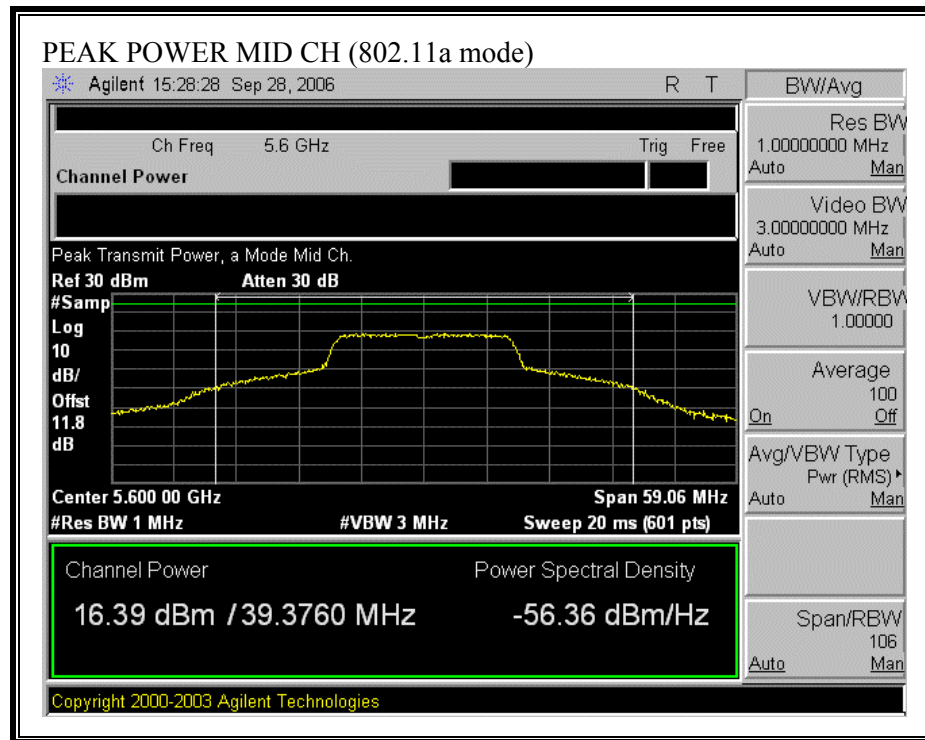 PEAK POWER MID CH (802.11a mode)
Agilent 15:28:28 Sep 28, 2006 R T
BW/Avg
Ch Freq 5.6 GHz Trig Free
Channel Power
Res BW
1.00000000 MHz
Auto Man
Video BW
3.00000000 MHz
Auto Man
Peak Transmit Power, a Mode Mid Ch.
Ref 30 dBm Atten 30 dB
#Samp
Log
10
dB/
Offst
11.8
dB
VBW/RBW
1.00000
Average
100
On Off
Avg/VBW Type
Pwr (RMS)
Auto Man
Center 5.600 00 GHz Span 59.06 MHz
#Res BW 1 MHz #VBW 3 MHz Sweep 20 ms (601 pts)
Channel Power Power Spectral Density
16.39 dBm / 39.3760 MHz -56.36 dBm/Hz
Span/RBW
106
Auto Man
Copyright 2000-2003 Agilent Technologies